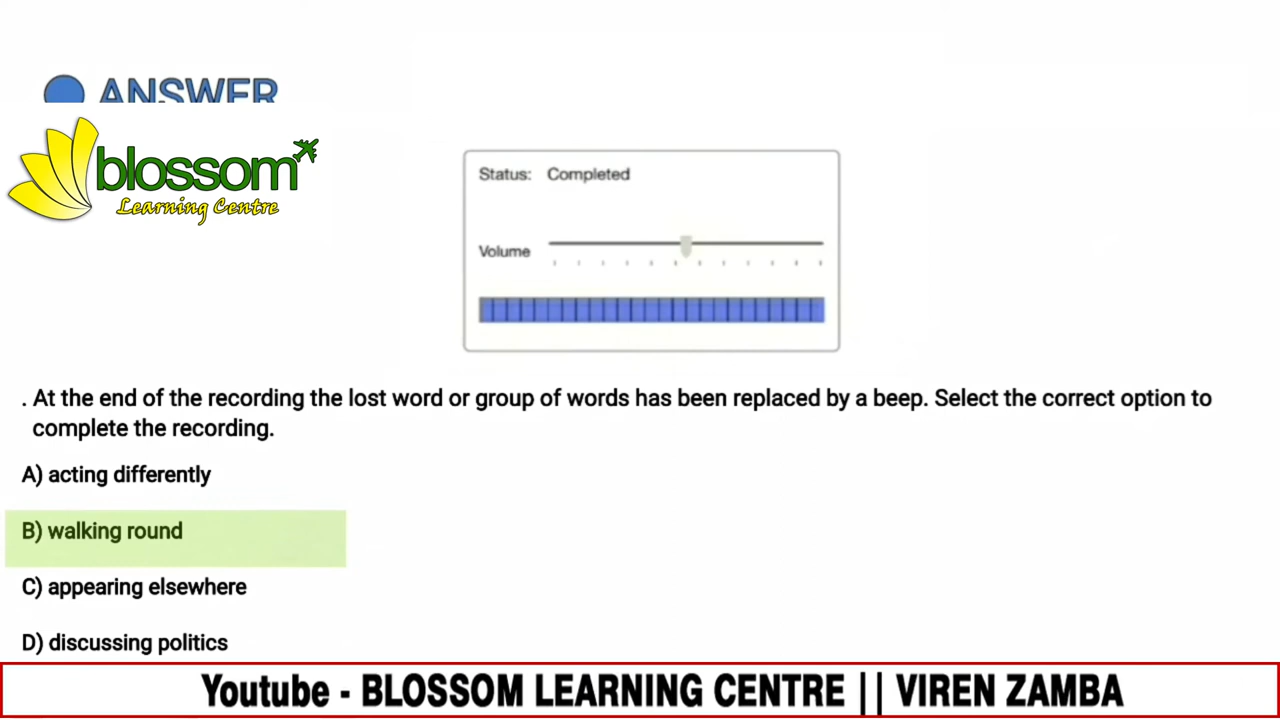 ANSWER
blossom
Learning Centre
Status: Completed
Volume
. At the end of the recording the lost word or group of words has been replaced by a beep. Select the correct option to
complete the recording.
A) acting differently
B) walking round
C) appearing elsewhere
D) discussing politics
Youtube - BLOSSOM LEARNING CENTRE || VIREN ZAMBA